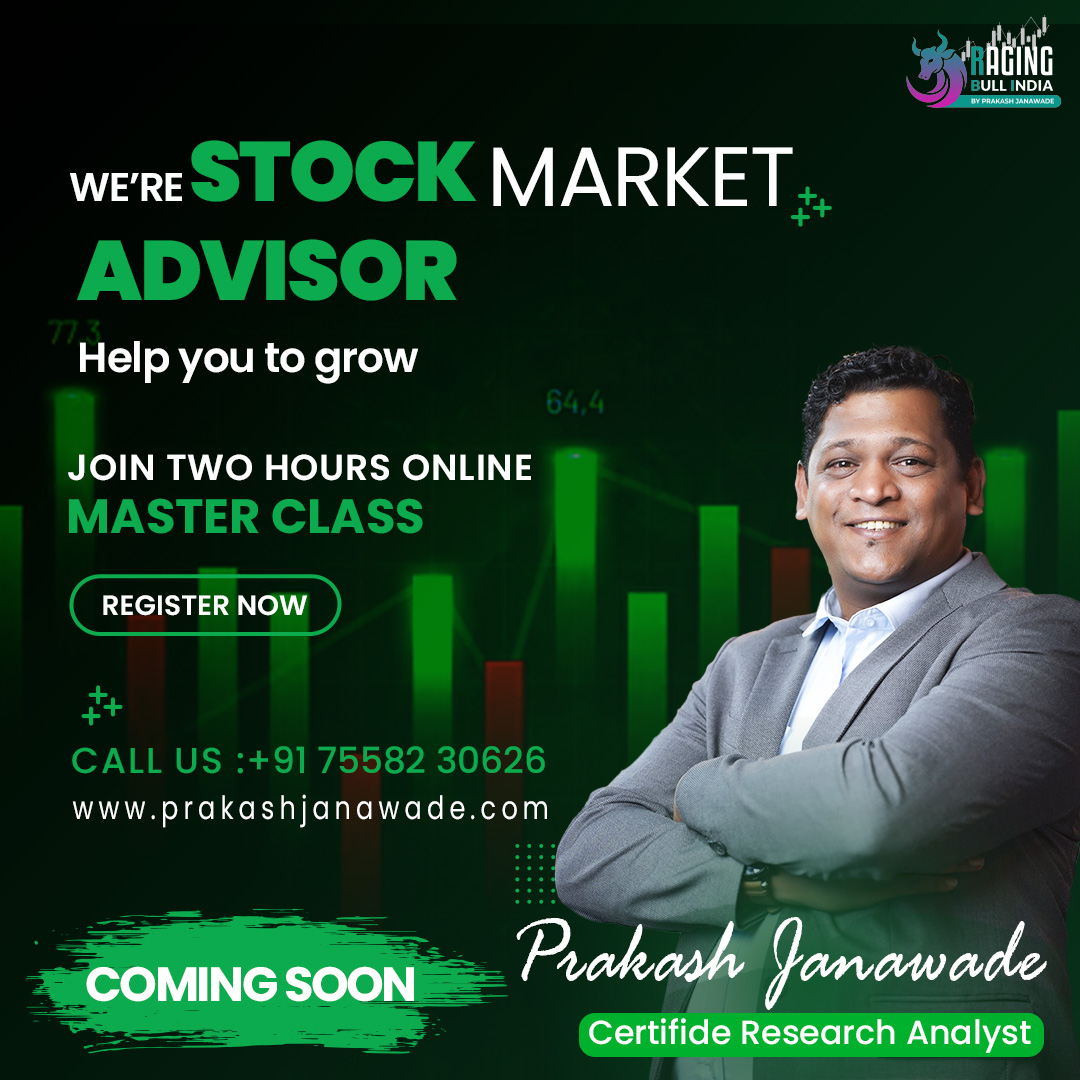 RAGING
BULL INDIA
BY PRAKASH JANAWADE
WE'RE STOCK MARKET
ADVISOR
77,3
Help you to grow
64,4
JOIN TWO HOURS ONLINE
MASTER CLASS
REGISTER NOW
CALL US :+91 75582 30626
www.prakashjanawade.com
COMING SOON
Prakash Janawade
Certifide Research Analyst